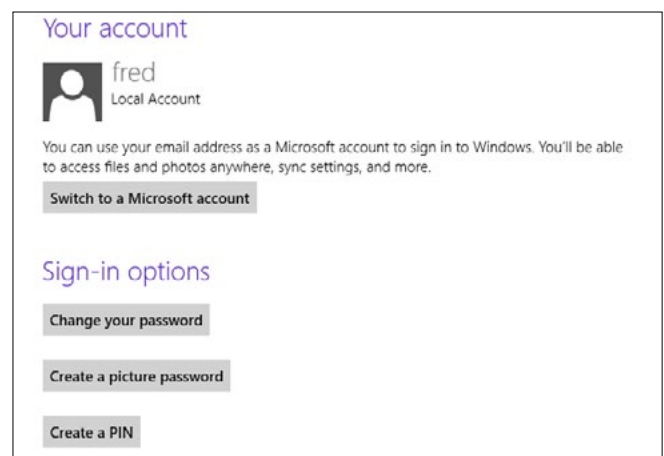 Your account
fred
Local Account
You can use your email address as a Microsoft account to sign in to Windows. You'll be able
to access files and photos anywhere, sync settings, and more.
Switch to a Microsoft account
Sign-in options
Change your password
Create a picture password
Create a PIN